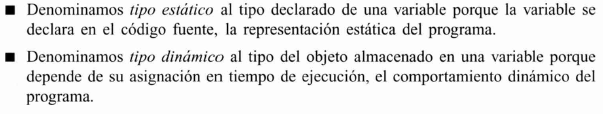 ■ Denominamos tipo estático al tipo declarado de una variable porque la variable se
declara en el código fuente, la representación estática del programa.
■ Denominamos tipo dinámico al tipo del objeto almacenado en una variable porque
depende de su asignación en tiempo de ejecución, el comportamiento dinámico del
programa.